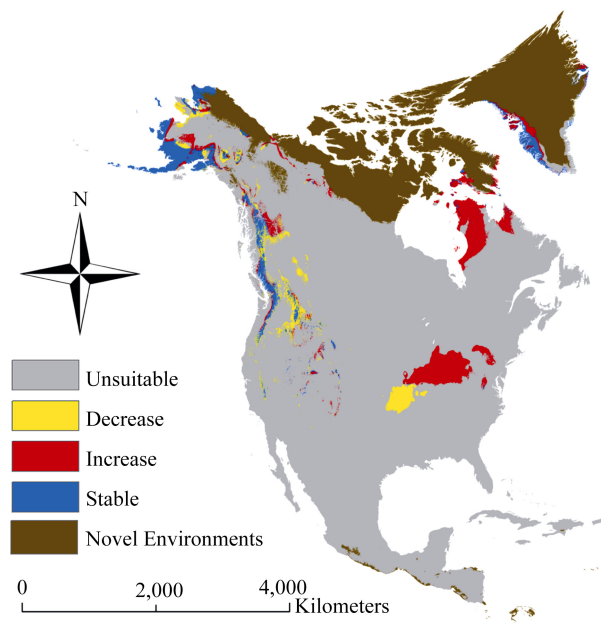 N
Unsuitable
Decrease
Increase
Stable
Novel Environments
0 2,000 4,000
Kilometers